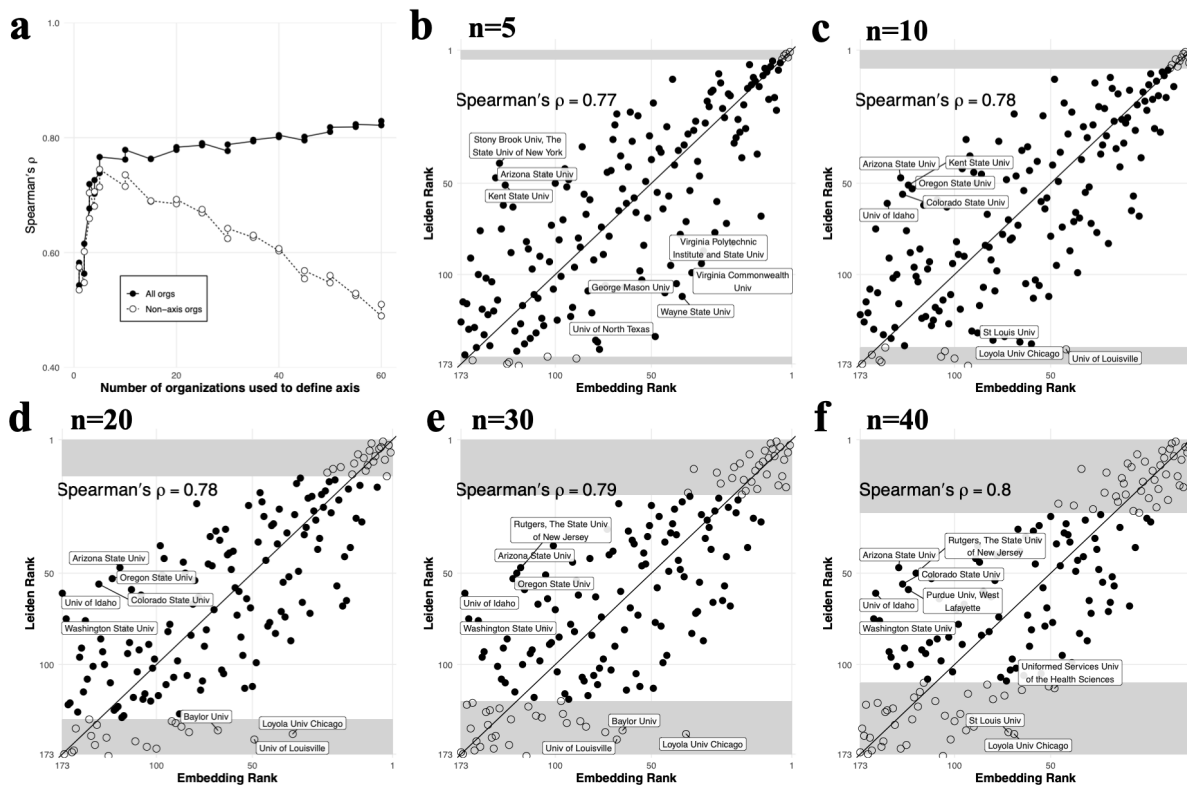 a
1.0
0.80
0.60
0.40
Spearman's ρ
All orgs
Non-axis orgs
0
20
40
60
Number of organizations used to define axis
b
n=5
1
50
100
173
Leiden Rank
Spearman's ρ = 0.77
Stony Brook Univ, The
State Univ of New York
Arizona State Univ
Kent State Univ
Virginia Polytechnic
Institute and State Univ
Virginia Commonwealth
Univ
George Mason Univ
Wayne State Univ
Univ of North Texas
173
100
50
1
Embedding Rank
c
n=10
1
50
100
173
Leiden Rank
Spearman's ρ = 0.78
Arizona State Univ
Kent State Univ
Oregon State Univ
Colorado State Univ
Univ of Idaho
St Louis Univ
Loyola Univ Chicago
Univ of Louisville
173
100
50
Embedding Rank
d
n=20
1
50
100
173
Leiden Rank
Spearman's ρ = 0.78
Arizona State Univ
Oregon State Univ
Colorado State Univ
Univ of Idaho
Washington State Univ
Baylor Univ
Loyola Univ Chicago
Univ of Louisville
173
100
50
1
Embedding Rank
e
n=30
1
50
100
173
Leiden Rank
Spearman's ρ = 0.79
Rutgers, The State Univ
of New Jersey
Arizona State Univ
Oregon State Univ
Univ of Idaho
Washington State Univ
Baylor Univ
Univ of Louisville
Loyola Univ Chicago
173
100
50
1
Embedding Rank
f
n=40
1
50
100
173
Leiden Rank
Spearman's ρ = 0.8
Rutgers, The State Univ
of New Jersey
Arizona State Univ
Colorado State Univ
Purdue Univ, West
Lafayette
Univ of Idaho
Washington State Univ
Uniformed Services Univ
of the Health Sciences
St Louis Univ
Loyola Univ Chicago
173
100
50
Embedding Rank